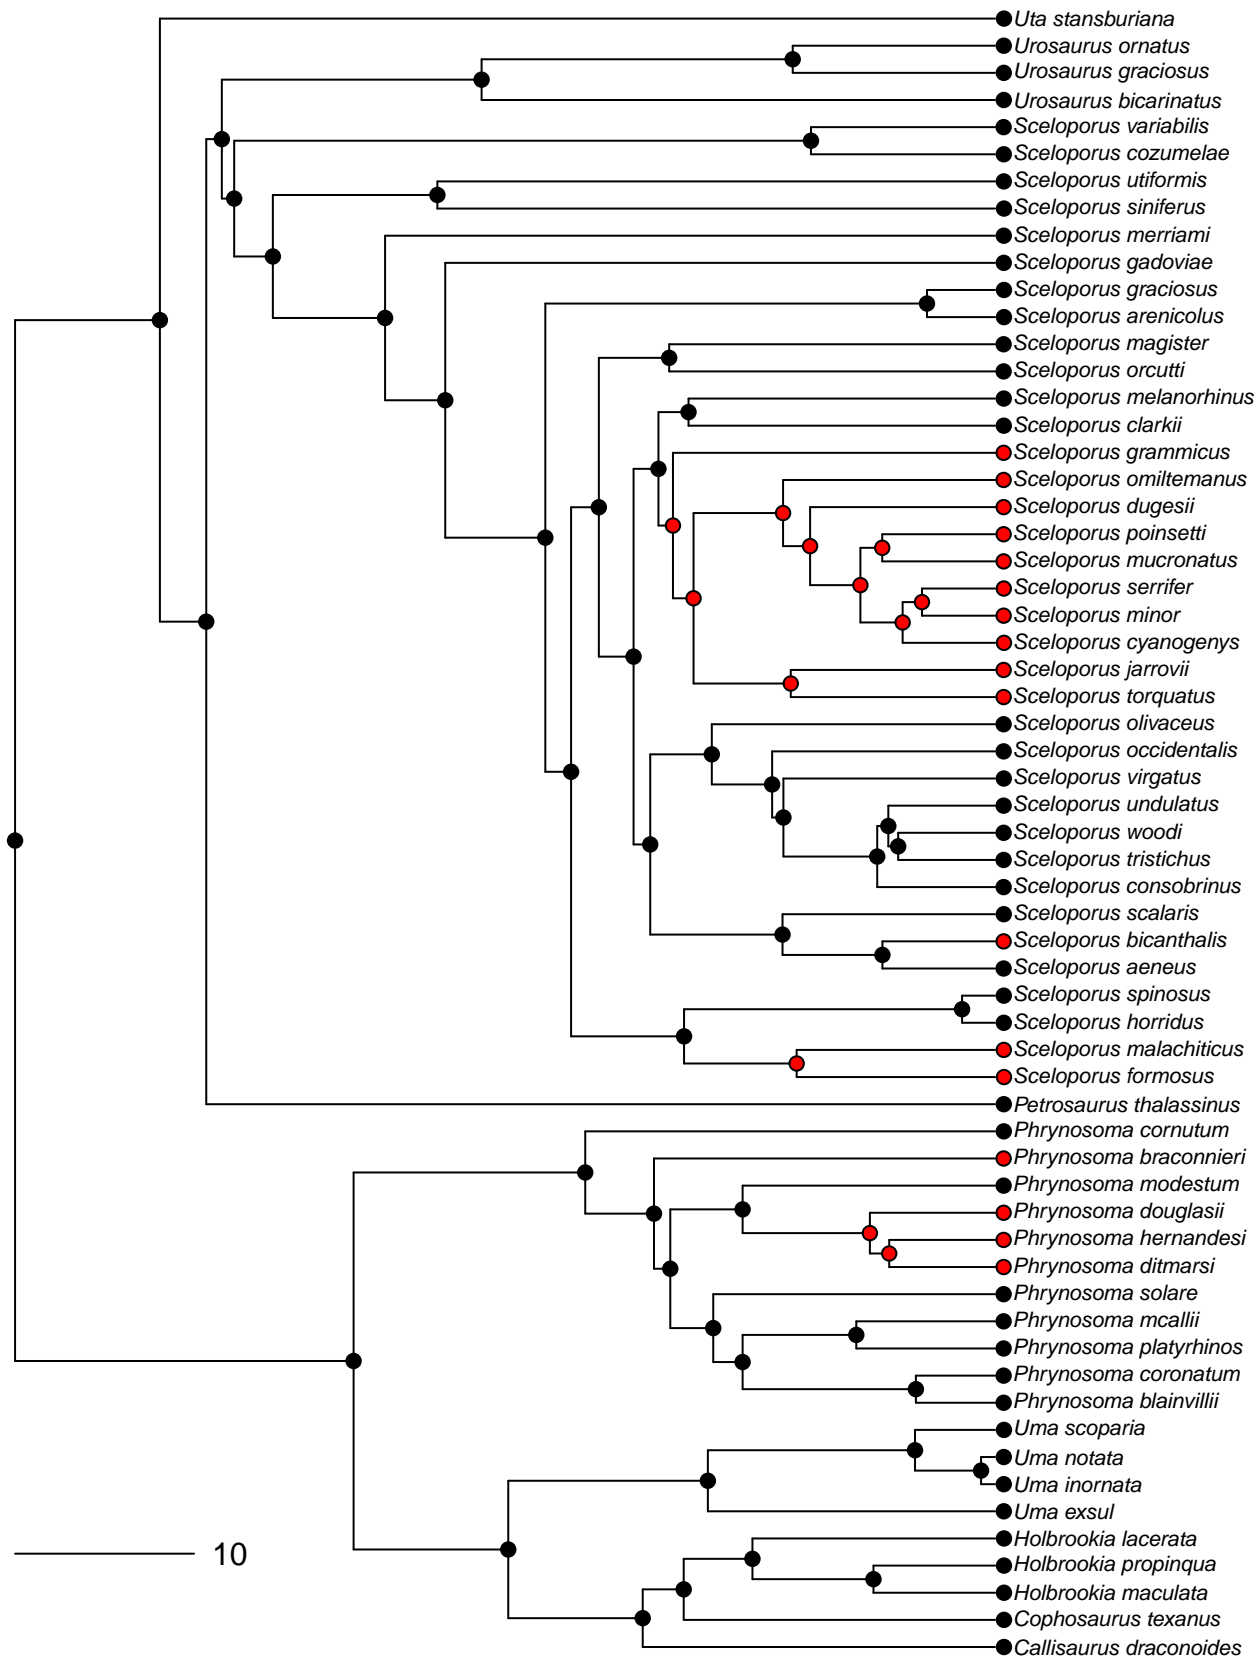 Uta stansburiana
Urosaurus ornatus
Urosaurus graciosus
Urosaurus bicarinatus
Sceloporus variabilis
Sceloporus cozumelae
Sceloporus utiformis
Sceloporus siniferus
Sceloporus merriami
Sceloporus gadoviae
Sceloporus graciosus
Sceloporus arenicolus
Sceloporus magister
Sceloporus orcutti
Sceloporus melanorhinus
Sceloporus clarkii
Sceloporus grammicus
Sceloporus omiltemanus
Sceloporus dugesii
Sceloporus poinsetti
Sceloporus mucronatus
Sceloporus serrifer
Sceloporus minor
Sceloporus cyanogenys
Sceloporus jarrovii
Sceloporus torquatus
Sceloporus olivaceus
Sceloporus occidentalis
Sceloporus virgatus
Sceloporus undulatus
Sceloporus woodi
Sceloporus tristichus
Sceloporus consobrinus
Sceloporus scalaris
Sceloporus bicanthalis
Sceloporus aeneus
Sceloporus spinosus
Sceloporus horridus
Sceloporus malachiticus
Sceloporus formosus
Petrosaurus thalassinus
Phrynosoma cornutum
Phrynosoma braconnieri
Phrynosoma modestum
Phrynosoma douglasii
Phrynosoma hernandesi
Phrynosoma ditmarsi
Phrynosoma solare
Phrynosoma mcallii
Phrynosoma platyrhinos
Phrynosoma coronatum
Phrynosoma blainvillii
Uma scoparia
Uma notata
Uma inornata
Uma exsul
Holbrookia lacerata
10
Holbrookia propinqua
Holbrookia maculata
Cophosaurus texanus
Callisaurus draconoides